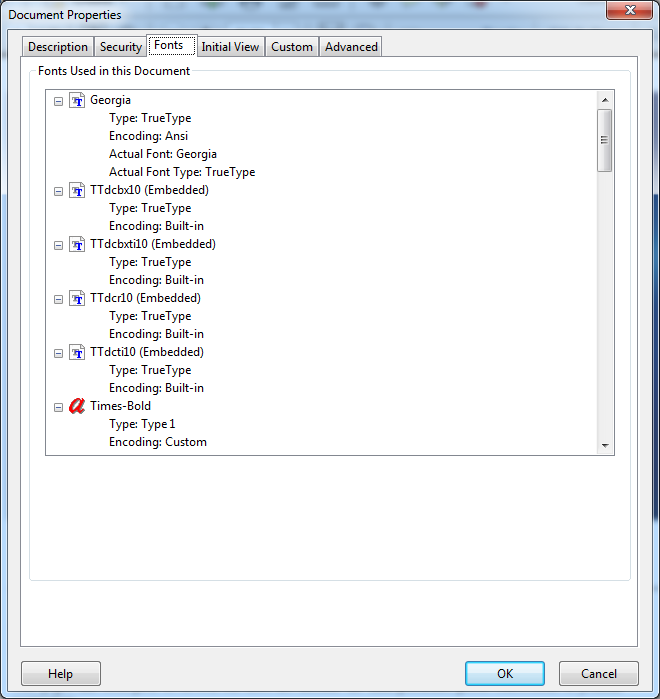 Document Properties
Description Security Fonts Initial View Custom Advanced
Fonts Used in this Document
Georgia
Type: TrueType
Encoding: Ansi
Actual Font: Georgia
Actual Font Type: TrueType
TTdcbx10 (Embedded)
Type: TrueType
Encoding: Built-in
TTdcbxti10 (Embedded)
Type: TrueType
Encoding: Built-in
TTdcr10 (Embedded)
Type: TrueType
Encoding: Built-in
TTdcti10 (Embedded)
Type: TrueType
Encoding: Built-in
Times-Bold
Type: Type 1
Encoding: Custom
Help OK Cancel